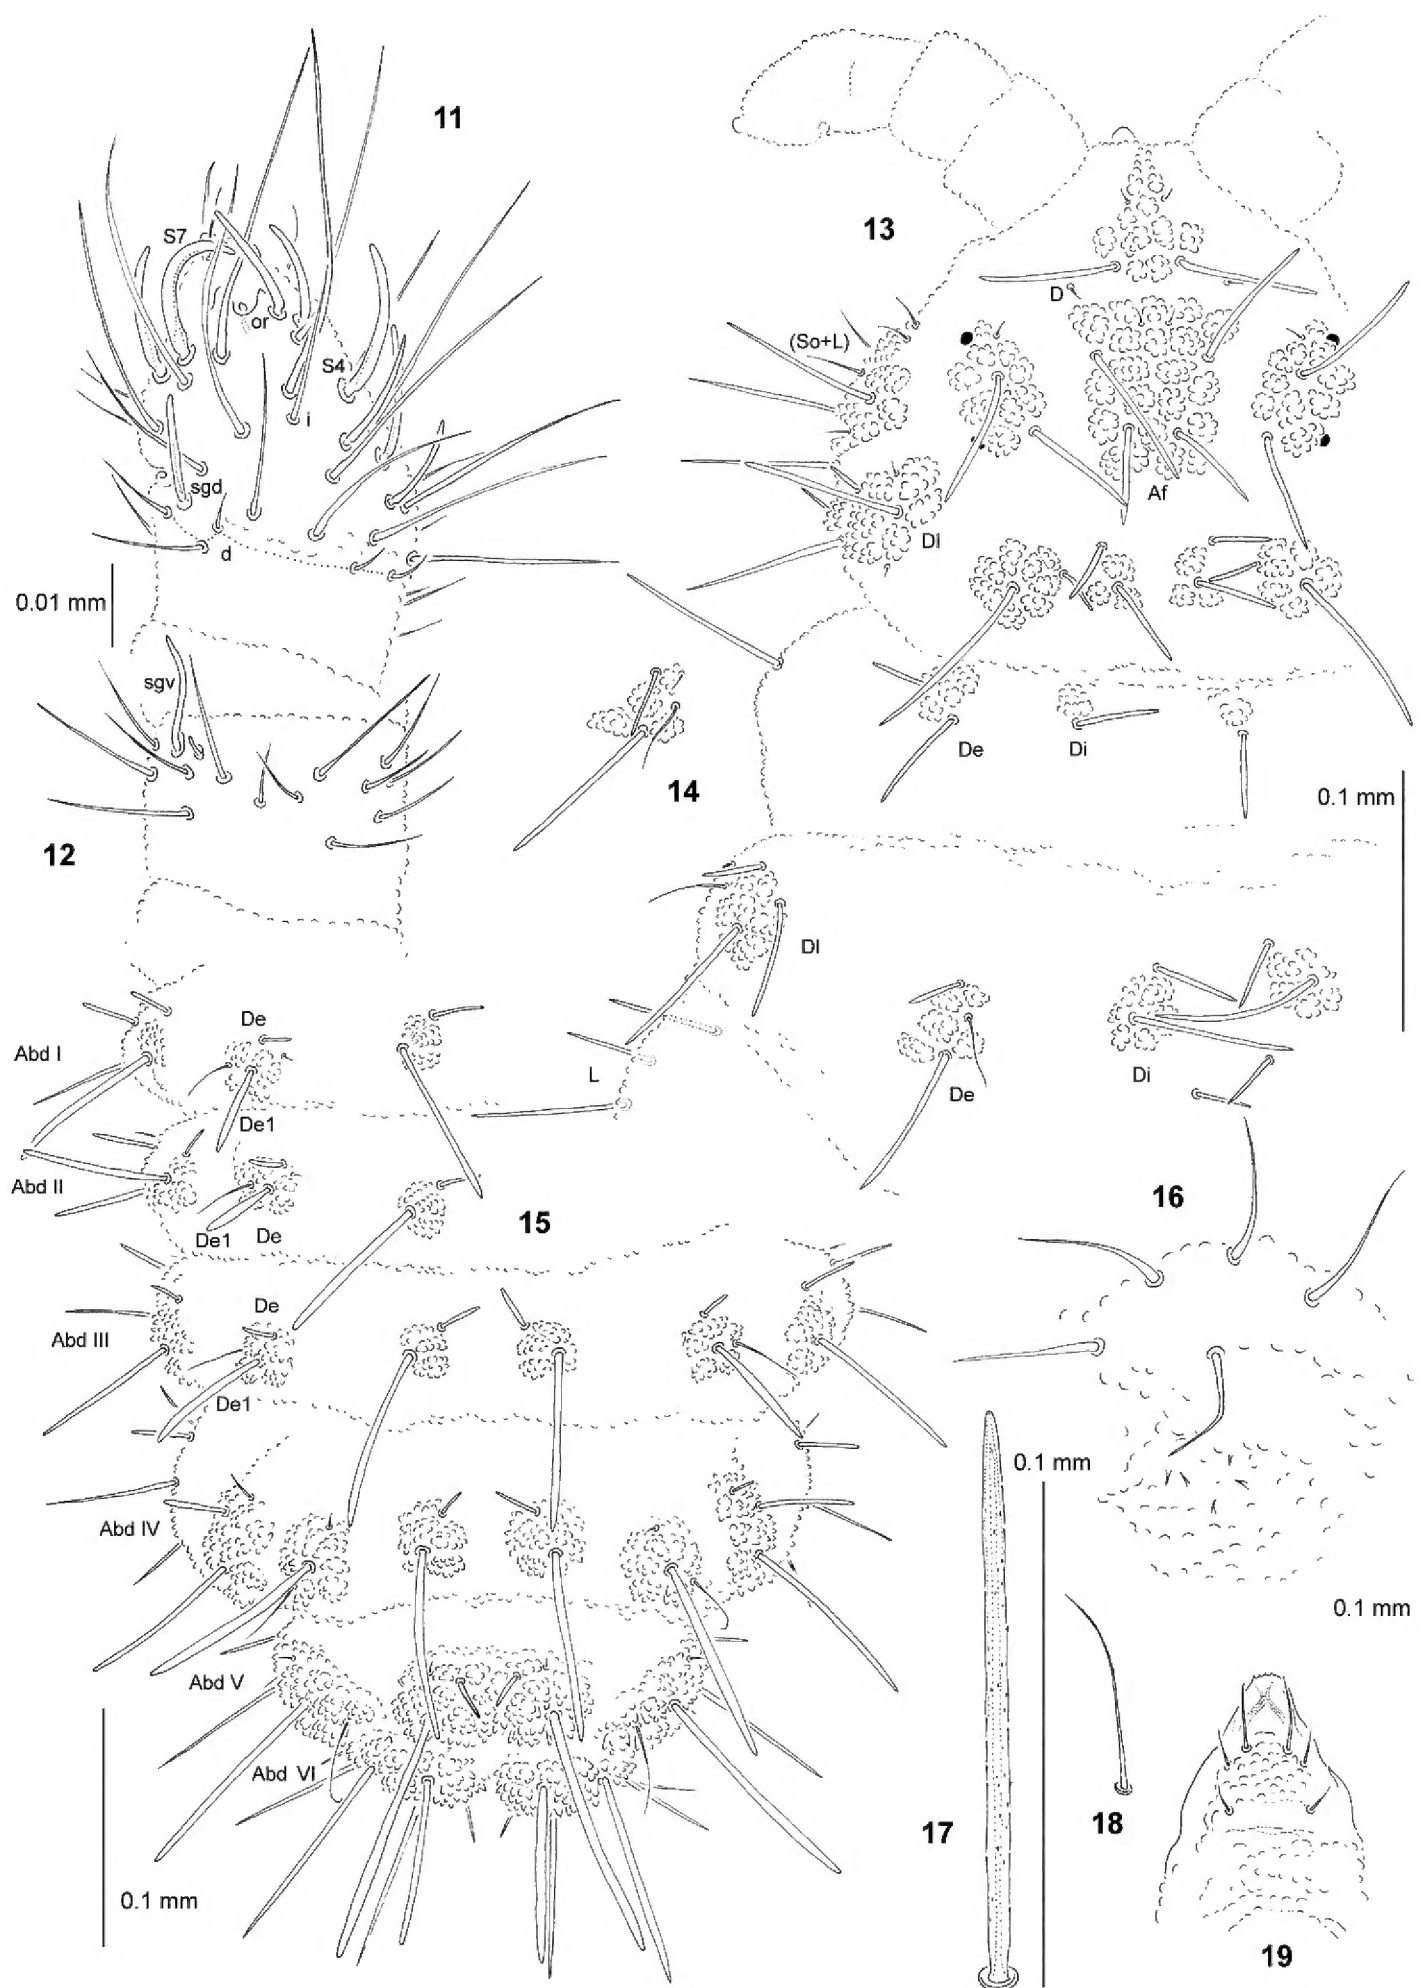 11
S7
or
S4
i
sgd
d
0.01 mm
sgv
12
13
D
(So+L)
Af
Dl
De
Di
14
0.1 mm
Dl
L
De
Di
Abd I
De
De1
Abd II
De1
De
15
16
Abd III
De
De1
Abd IV
0.1 mm
0.1 mm
Abd V
Abd VI
0.1 mm
17
18
19